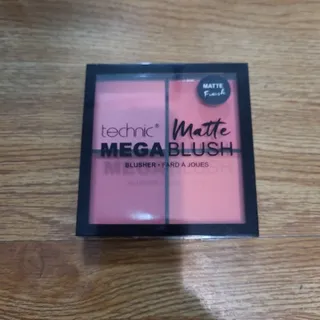 MATTE
Finish
technic® Matte
MEGA BLUSH
BLUSHER • FARD A JOUES